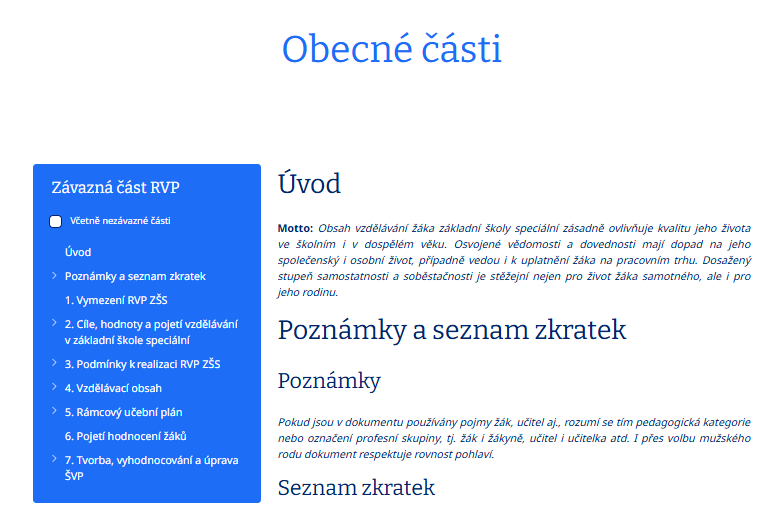 Obecné části
Závazná část RVP
Včetně nezávazné části
Úvod
Poznámky a seznam zkratek
1. Vymezení RVP ZŠS
2. Cíle, hodnoty a pojetí vzdělávání
v základní škole speciální
3. Podmínky k realizaci RVP ZŠS
4. Vzdělávací obsah
5. Rámcový učební plán
6. Pojetí hodnocení žáků
7. Tvorba, vyhodnocování a úprava
ŠVP
Úvod
Motto: Obsah vzdělávání žáka základní školy speciální zásadně ovlivňuje kvalitu jeho života
ve školním i v dospělém věku. Osvojené vědomosti a dovednosti mají dopad na jeho
společenský i osobní život, případně vedou i k uplatnění žáka na pracovním trhu. Dosažený
stupeň samostatnosti a soběstačnosti je stěžejní nejen pro život žáka samotného, ale i pro
jeho rodinu.
Poznámky a seznam zkratek
Poznámky
Pokud jsou v dokumentu používány pojmy žák, učitel aj., rozumí se tím pedagogická kategorie
nebo označení profesní skupiny, tj. žák i žákyně, učitel i učitelka atd. I přes volbu mužského
rodu dokument respektuje rovnost pohlaví.
Seznam zkratek